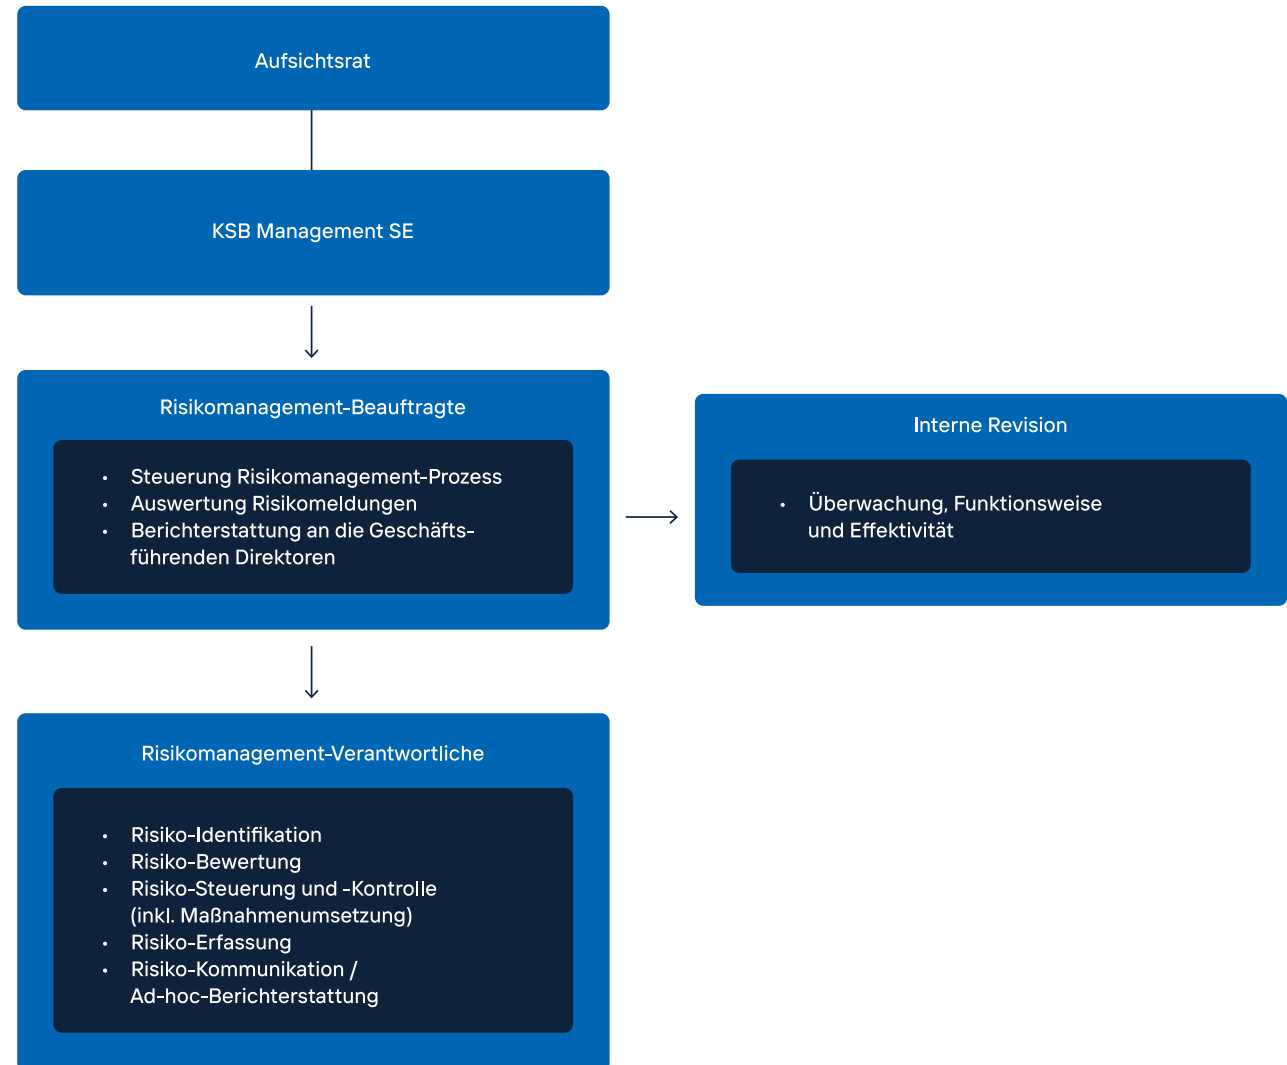 Aufsichtsrat
KSB Management SE
Risikomanagement-Beauftragte
• Steuerung Risikomanagement-Prozess
• Auswertung Risikomeldungen
• Berichterstattung an die Geschäfts-
führenden Direktoren
Interne Revision
• Überwachung, Funktionsweise
und Effektivität
Risikomanagement-Verantwortliche
• Risiko-Identifikation
• Risiko-Bewertung
• Risiko-Steuerung und -Kontrolle
(inkl. Maßnahmenumsetzung)
• Risiko-Erfassung
• Risiko-Kommunikation /
Ad-hoc-Berichterstattung